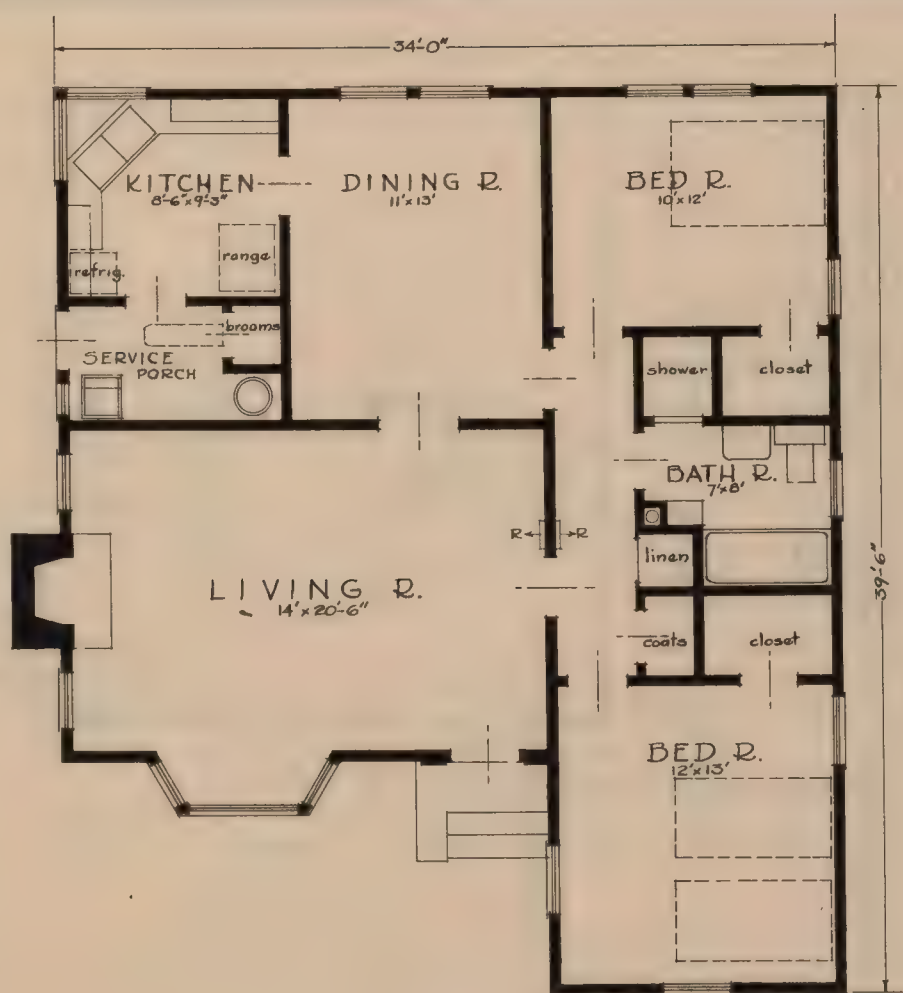 34'-0"
KITCHEN
8'-6"x9'-3"
DINING R.
11'x13'
BED R.
10'x12'
refrig.
range
brooms
SERVICE
PORCH
shower
closet
BATH R.
7'x8'
R R
linen
LIVING R.
14'x20'-6"
39'-6"
coats
closet
BED R.
12'x13'